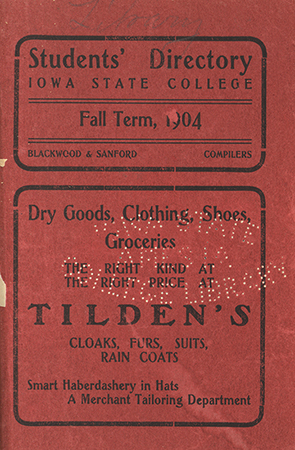 Students' Directory
IOWA STATE COLLEGE
Fall Term, 1904
BLACKWOOD & SANFORD COMPILERS
Dry Goods, Clothing, Shoes,
Groceries
THE RIGHT KIND AT
THE RIGHT PRICE AT
TILDEN'S
CLOAKS, FURS, SUITS,
RAIN COATS
Smart Haberdashery in Hats
A Merchant Tailoring Department